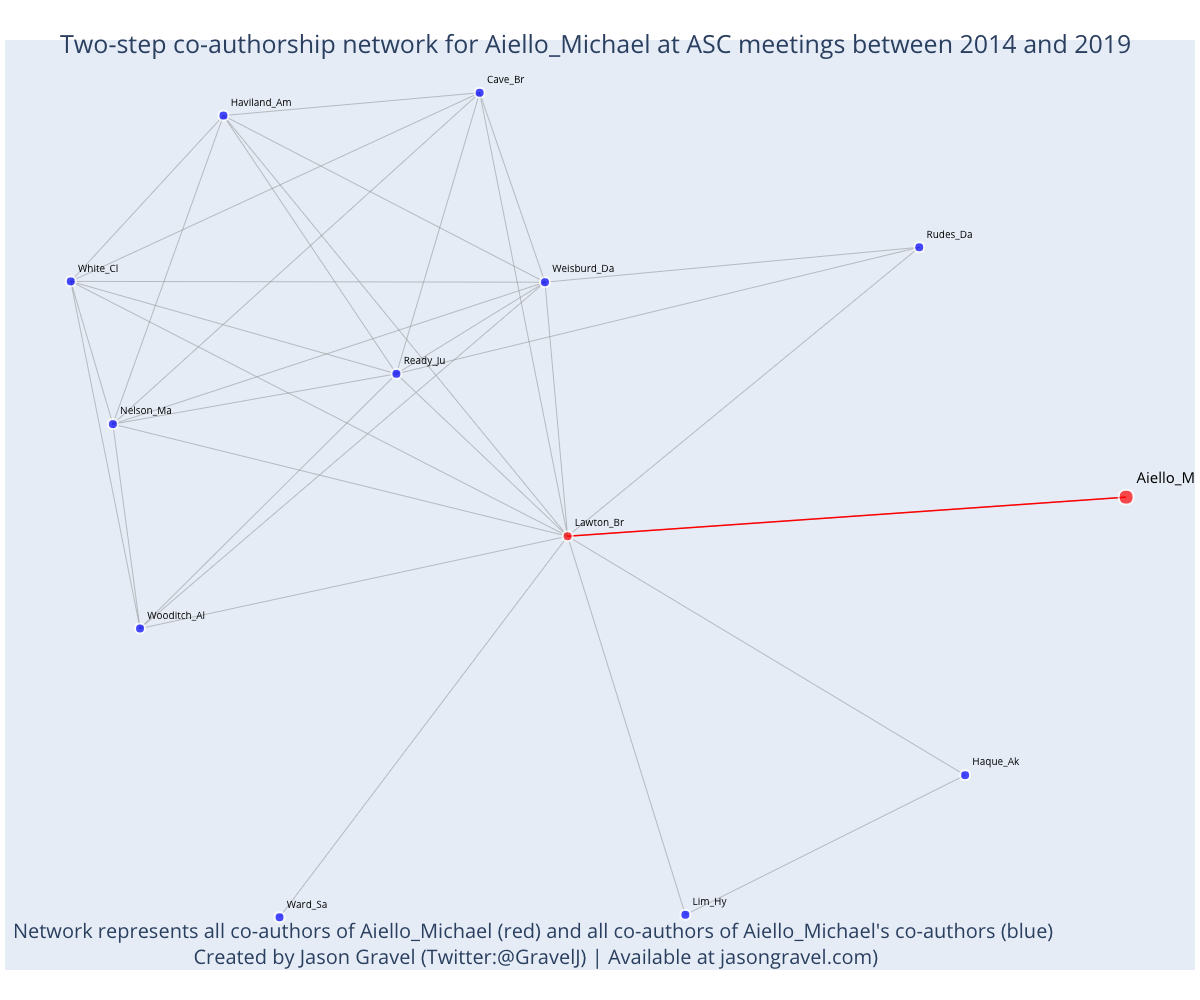 Two-step co-authorship network for Aiello_Michael at ASC meetings between 2014 and 2019
Cave_Br
Haviland_Am
Rudes_Da
White_Cl
Weisburd_Da
Ready_Ju
Nelson_Ma
Aiello_M
Lawton_Br
Wooditch_Al
Haque_Ak
Lim_Hy
Ward_Sa
Network represents all co-authors of Aiello_Michael (red) and all co-authors of Aiello_Michael's co-authors (blue)
Created by Jason Gravel (Twitter:@GravelJ) | Available at jasongravel.com)